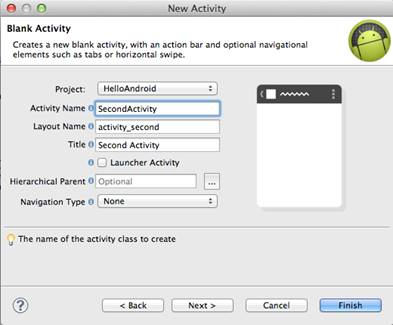 New Activity
Blank Activity
Creates a new blank activity, with an action bar and optional navigational
elements such as tabs or horizontal swipe.
Project: HelloAndroid
Activity Name SecondActivity
Layout Name activity_second
Title Second Activity
Launcher Activity
Hierarchical Parent Optional ...
Navigation Type None
The name of the activity class to create
? < Back Next > Cancel Finish